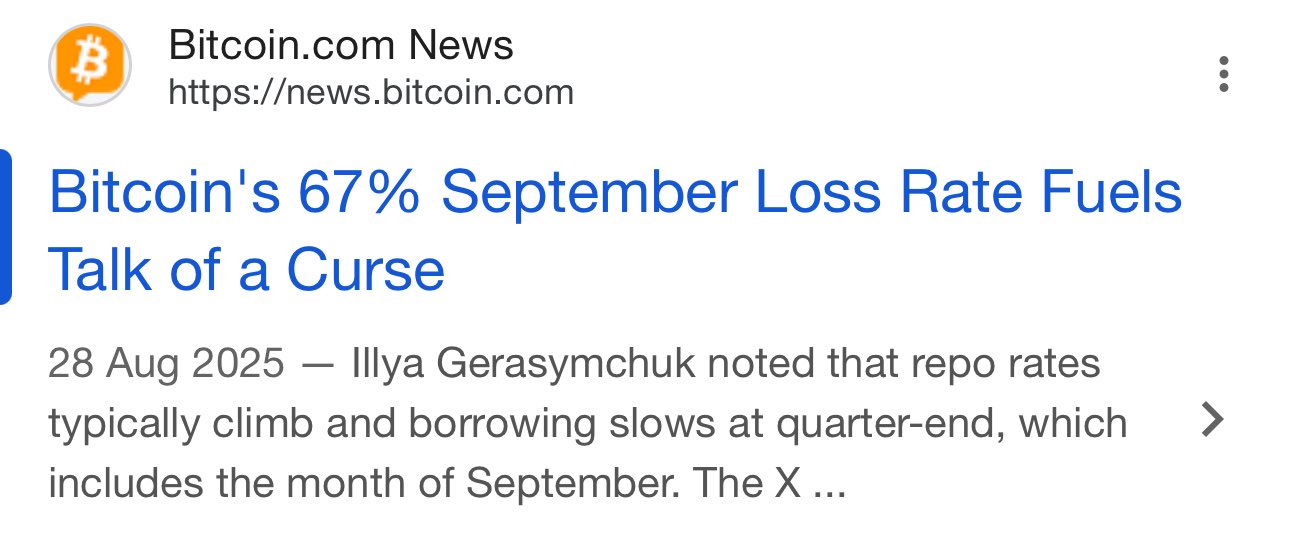 Bitcoin.com News
https://news.bitcoin.com
Bitcoin's 67% September Loss Rate Fuels
Talk of a Curse
28 Aug 2025 — Illya Gerasymchuk noted that repo rates
typically climb and borrowing slows at quarter-end, which
includes the month of September. The X ...